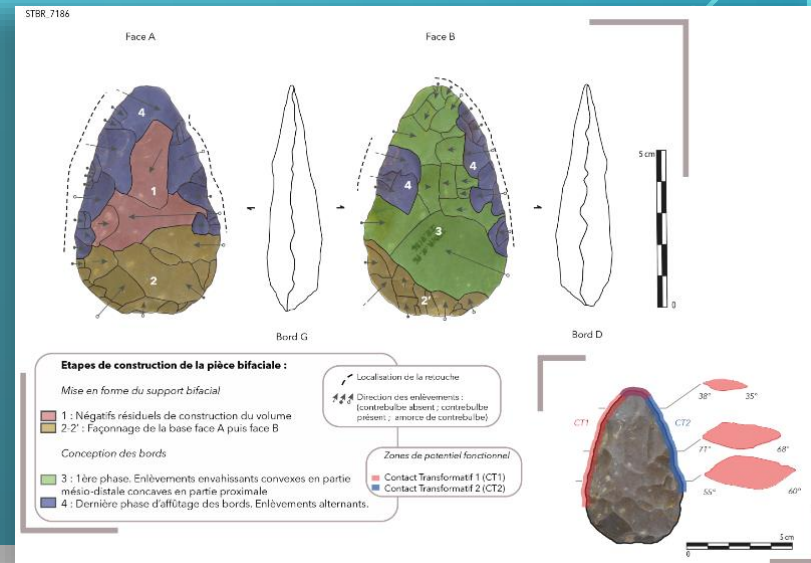 STBR_7186
Face A
Face B
4
1
2
4
4
3
2'
5 cm
0
Bord G
Bord D
Etapes de construction de la pièce bifaciale :
Mise en forme du support bifacial
1 : Négatifs résiduels de construction du volume
2-2' : Façonnage de la base face A puis face B
Conception des bords
3 : 1ère phase. Enlèvements envahissants convexes en partie
mésio-distale concaves en partie proximale
4 : Dernière phase d'affûtage des bords. Enlèvements alternants.
Localisation de la retouche
Direction des enlèvements :
(contrebulbe absent ; contrebulbe
présent ; amorce de contrebulbe)
Zones de potentiel fonctionnel
Contact Transformatif 1 (CT1)
Contact Transformatif 2 (CT2)
CT1
CT2
38°
35°
71°
68°
55°
60°
5 cm
0